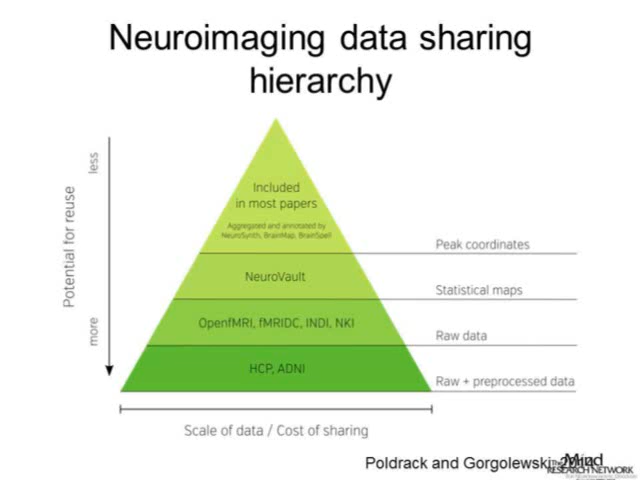 Neuroimaging data sharing
hierarchy
less
Potential for reuse
more
Included
in most papers
Aggregated and annotated by
NeuroSynth, BrainMap, BrainSpell
Peak coordinates
NeuroVault
Statistical maps
OpenfMRI, fMRIDC, INDI, NKI
Raw data
HCP, ADNI
Raw + preprocessed data
Scale of data / Cost of sharing
Poldrack and Gorgolewski
Mind
RESEARCH NETWORK